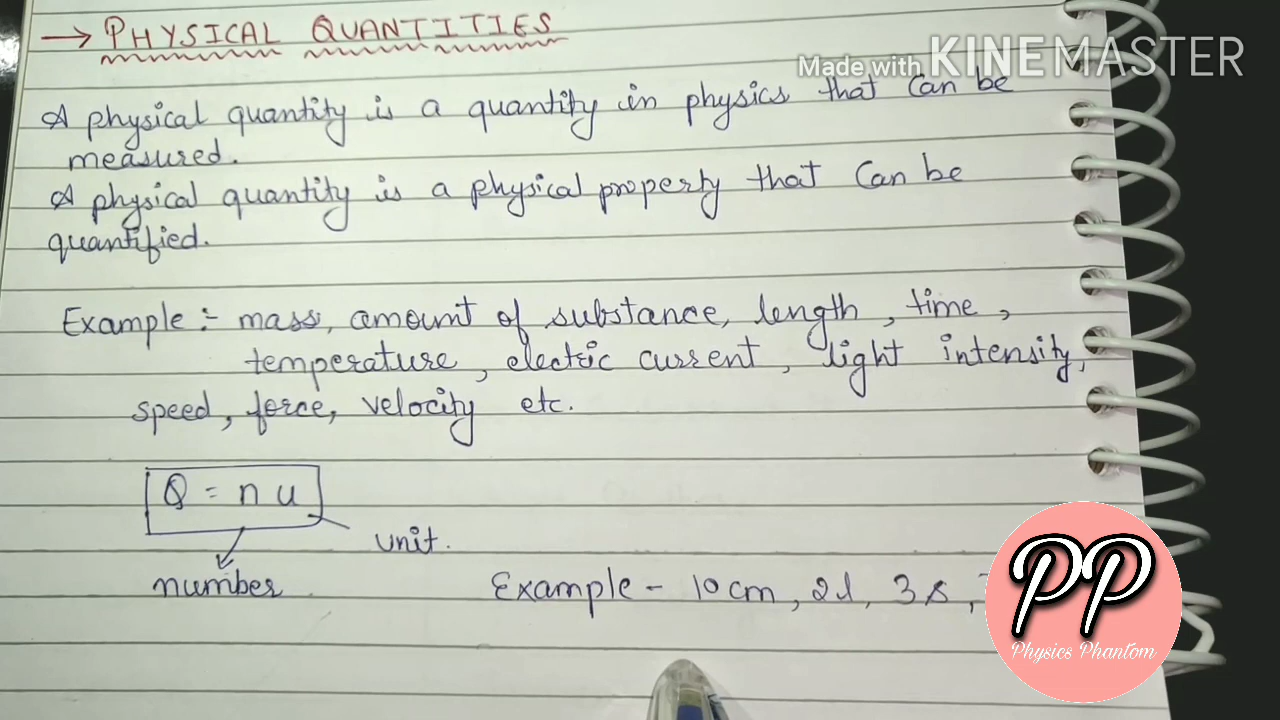 → PHYSICAL QUANTITIES
Made with KINEMASTER
A physical quantity is a quantity in physics that can be
measured.
A physical quantity is a physical property that can be
quantified.
Example :- mass, amount of substance, length, time,
temperature, electric current, light intensity,
speed, force, velocity etc.
Q = n u
unit.
number
Example - 10 cm, 2l, 3s,
PP
Physics Phantom